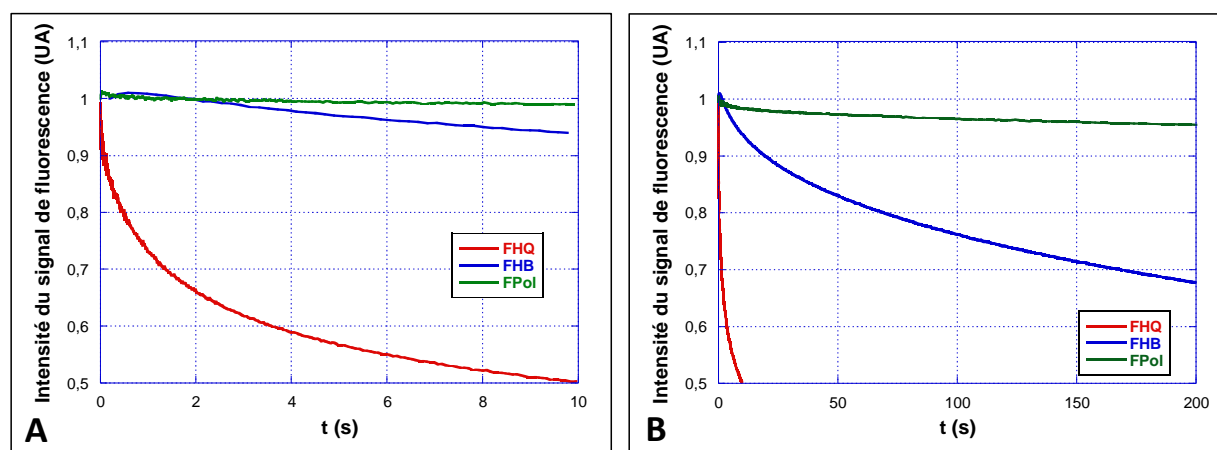 Intensité du signal de fluorescence (UA)
1,1
1
0,9
0,8
0,7
0,6
0,5
FHQ
FHB
FPol
0 2 4 6 8 10
t (s)
A
Intensité du signal de fluorescence (UA)
1,1
1
0,9
0,8
0,7
0,6
0,5
FHQ
FHB
FPol
0 50 100 150 200
t (s)
B